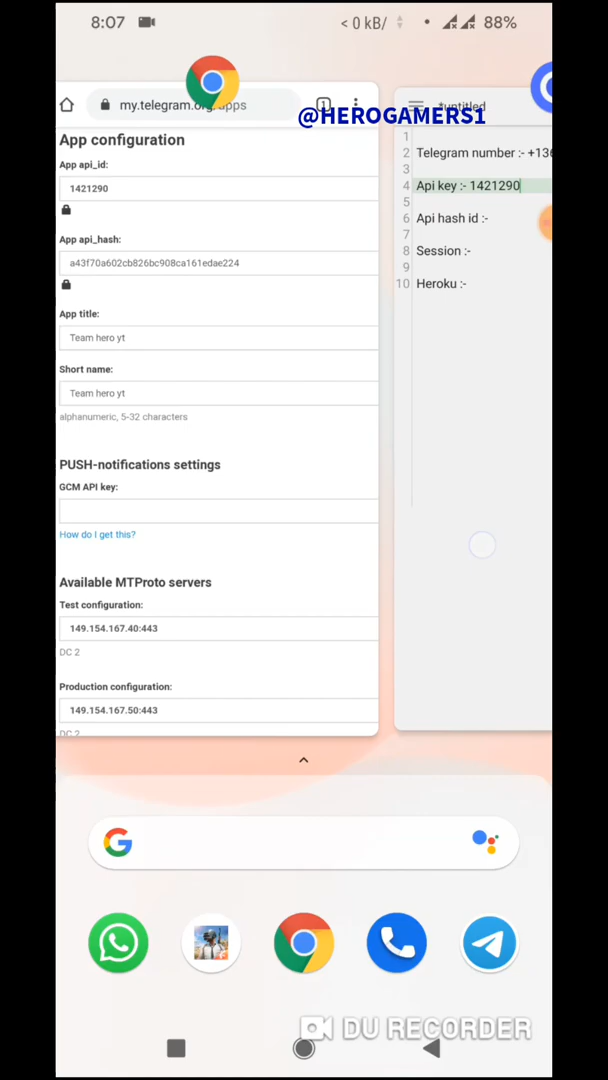 8:07
< 0 kB/
88%
my.telegram.org/apps
1
@HEROGAMERS1
App configuration
App api_id:
1421290
App api_hash:
a43f70a602cb826bc908ca161edae224
App title:
Team hero yt
Short name:
Team hero yt
alphanumeric, 5-32 characters
PUSH-notifications settings
GCM API key:
How do I get this?
Available MTProto servers
Test configuration:
149.154.167.40:443
DC 2
Production configuration:
149.154.167.50:443
DC 2
*untitled
1
2 Telegram number :- +136
3
4 Api key :- 1421290
5
6 Api hash id :-
7
8 Session :-
9
10 Heroku :-
DU RECORDER